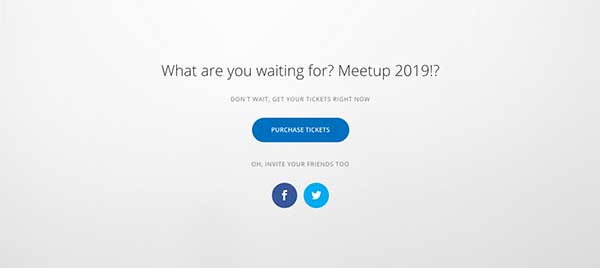 What are you waiting for? Meetup 2019!?
DON'T WAIT, GET YOUR TICKETS RIGHT NOW
PURCHASE TICKETS
OH, INVITE YOUR FRIENDS TOO